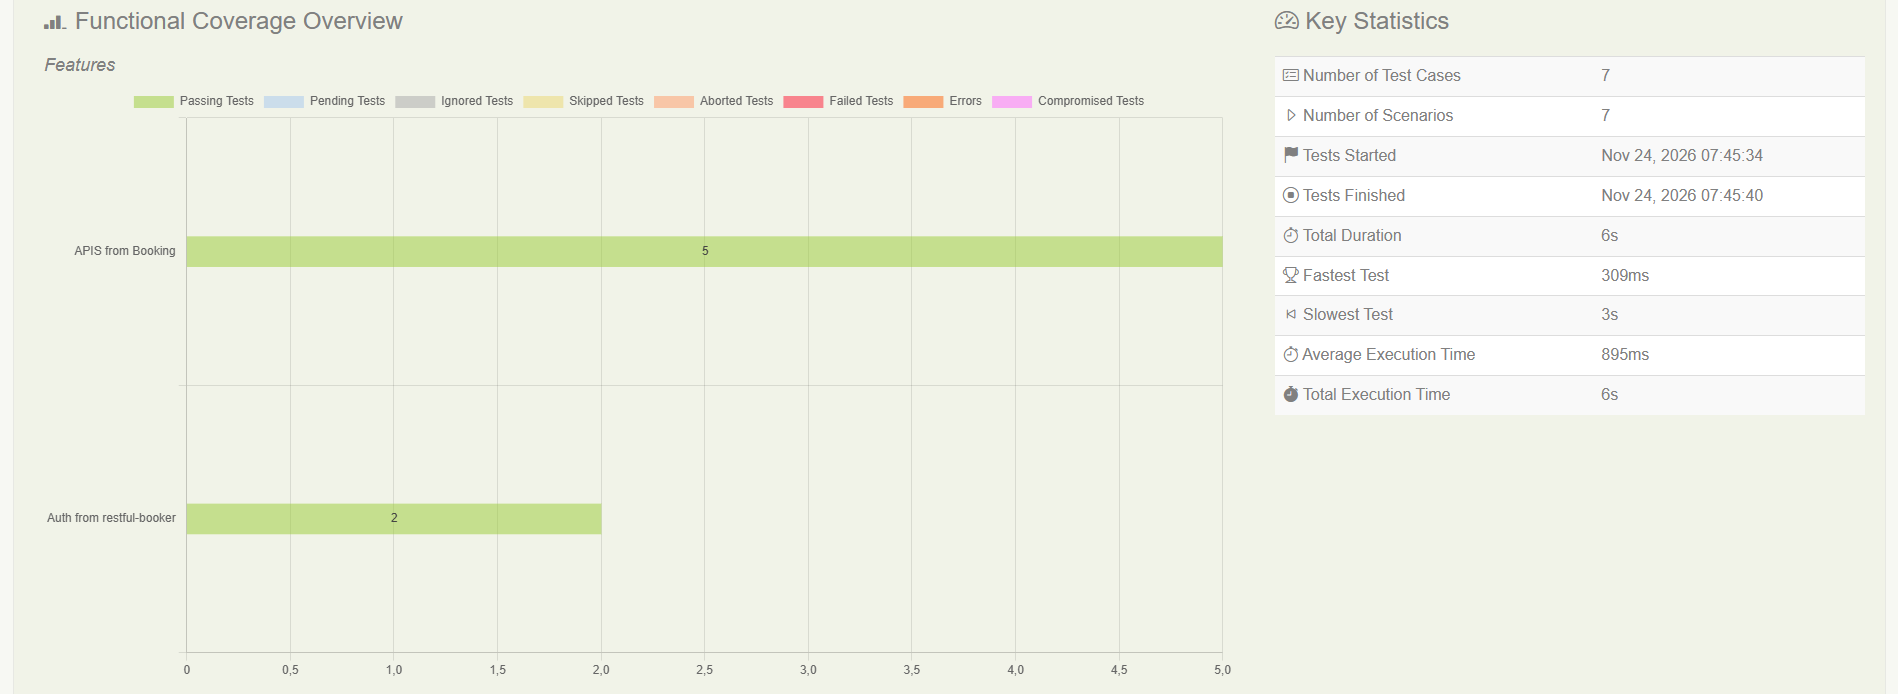 Functional Coverage Overview
Features
Passing Tests Pending Tests Ignored Tests Skipped Tests Aborted Tests Failed Tests Errors Compromised Tests
APIS from Booking 5
Auth from restful-booker 2
0 0,5 1,0 1,5 2,0 2,5 3,0 3,5 4,0 4,5 5,0
Key Statistics
Number of Test Cases 7
Number of Scenarios 7
Tests Started Nov 24, 2026 07:45:34
Tests Finished Nov 24, 2026 07:45:40
Total Duration 6s
Fastest Test 309ms
Slowest Test 3s
Average Execution Time 895ms
Total Execution Time 6s